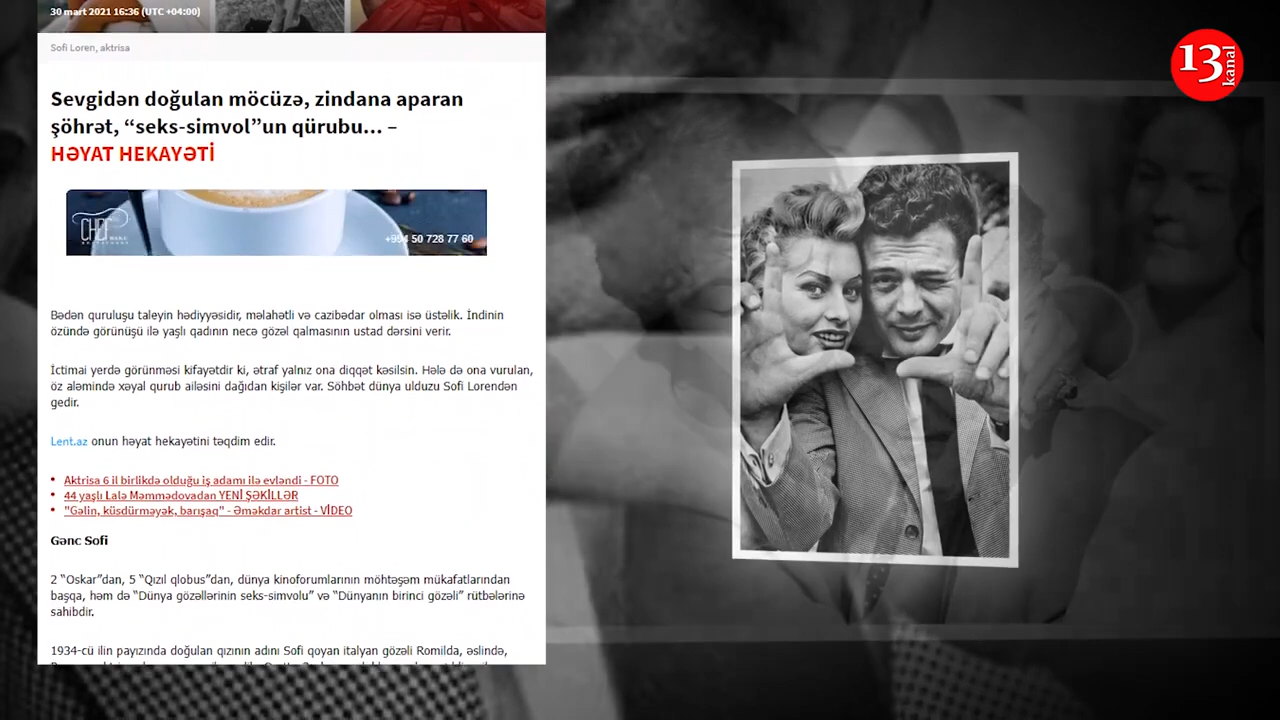 30 mart 2021 16:36 (UTC +04:00)
Sofi Loren, aktrisa
Sevgidən doğulan möcüzə, zindana aparan
şöhrət, “seks-simvol”un qürubu... –
HƏYAT HEKAYƏTİ
CHEF
+994 50 728 77 60
Bədən quruluşu taleyin hədiyyəsidir, məlahətli və cazibədar olması isə üstəlik. İndinin
özündə görünüşü ilə yaşlı qadının necə gözəl qalmasının ustad dərsini verir.
İctimai yerdə görünməsi kifayətdir ki, ətraf yalnız ona diqqət kəsilsin. Hələ də ona vurulan,
öz aləmində xəyal qurub ailəsini dağıdan kişilər var. Söhbət dünya ulduzu Sofi Lorendən
gedir.
Lent.az onun həyat hekayətini təqdim edir.
• Aktrisa 6 il birlikdə olduğu iş adamı ilə evləndi - FOTO
• 44 yaşlı Lalə Məmmədovadan YENİ ŞƏKİLLƏR
• "Gəlin, küsdürməyək, barışaq" - Əməkdar artist - VİDEO
Gənc Sofi
2 “Oskar”dan, 5 “Qızıl qlobus”dan, dünya kinoforumlarının möhtəşəm mükafatlarından
başqa, həm də “Dünya gözəllərinin seks-simvolu” və “Dünyanın birinci gözəli” rütbələrinə
sahibdir.
1934-cü ilin payızında doğulan qızının adını Sofi qoyan italyan gözəli Romilda, əslində,
13 kanal